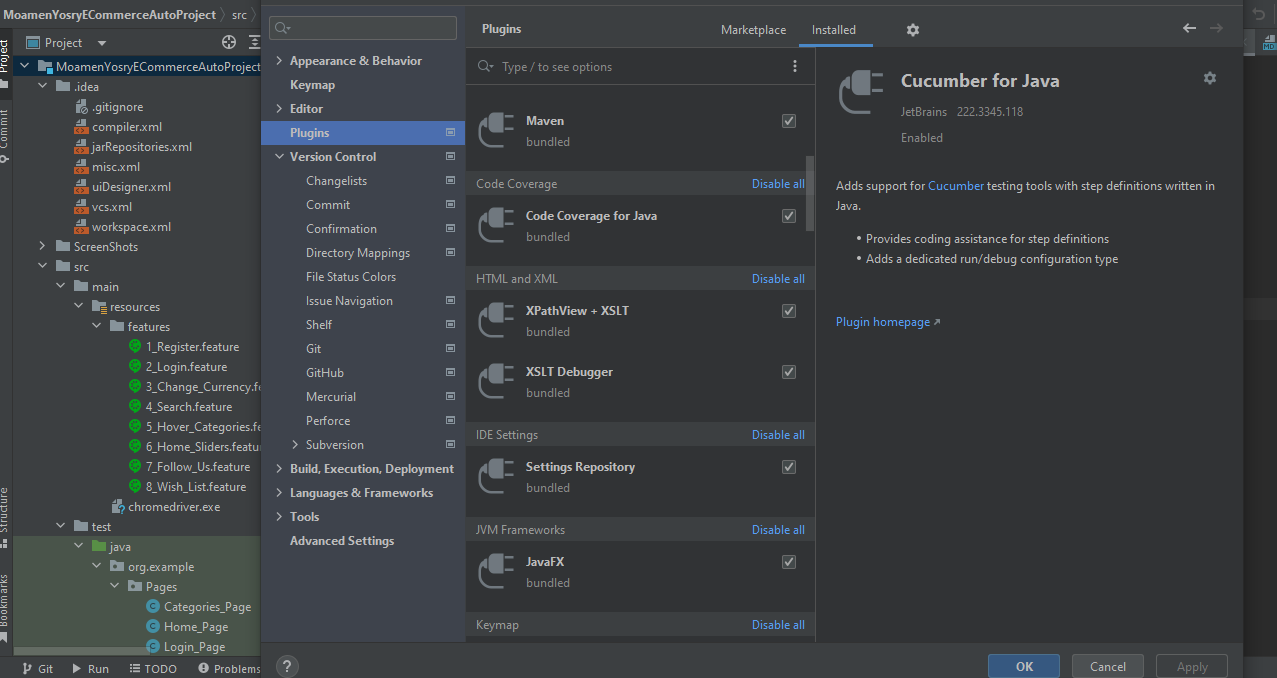 MoamenYosryECommerceAutoProject
src
Project
MoamenYosryECommerceAutoProject
.idea
.gitignore
compiler.xml
jarRepositories.xml
misc.xml
uiDesigner.xml
vcs.xml
workspace.xml
ScreenShots
src
main
resources
features
1_Register.feature
2_Login.feature
3_Change_Currency.fe
4_Search.feature
5_Hover_Categories.fe
6_Home_Sliders.featu
7_Follow_Us.feature
8_Wish_List.feature
chromedriver.exe
test
java
org.example
Pages
Categories_Page
Home_Page
Login_Page
Project
Commit
Structure
Bookmarks
Git
Run
TODO
Problems
Appearance & Behavior
Keymap
Editor
Plugins
Version Control
Changelists
Commit
Confirmation
Directory Mappings
File Status Colors
Issue Navigation
Shelf
Git
GitHub
Mercurial
Perforce
Subversion
Build, Execution, Deployment
Languages & Frameworks
Tools
Advanced Settings
?
Plugins
Marketplace
Installed
Type / to see options
Maven
bundled
Code Coverage
Disable all
Code Coverage for Java
bundled
HTML and XML
Disable all
XPathView + XSLT
bundled
XSLT Debugger
bundled
IDE Settings
Disable all
Settings Repository
bundled
JVM Frameworks
Disable all
JavaFX
bundled
Keymap
Disable all
Cucumber for Java
JetBrains 222.3345.118
Enabled
Adds support for Cucumber testing tools with step definitions written in
Java.
• Provides coding assistance for step definitions
• Adds a dedicated run/debug configuration type
Plugin homepage ↗
OK
Cancel
Apply